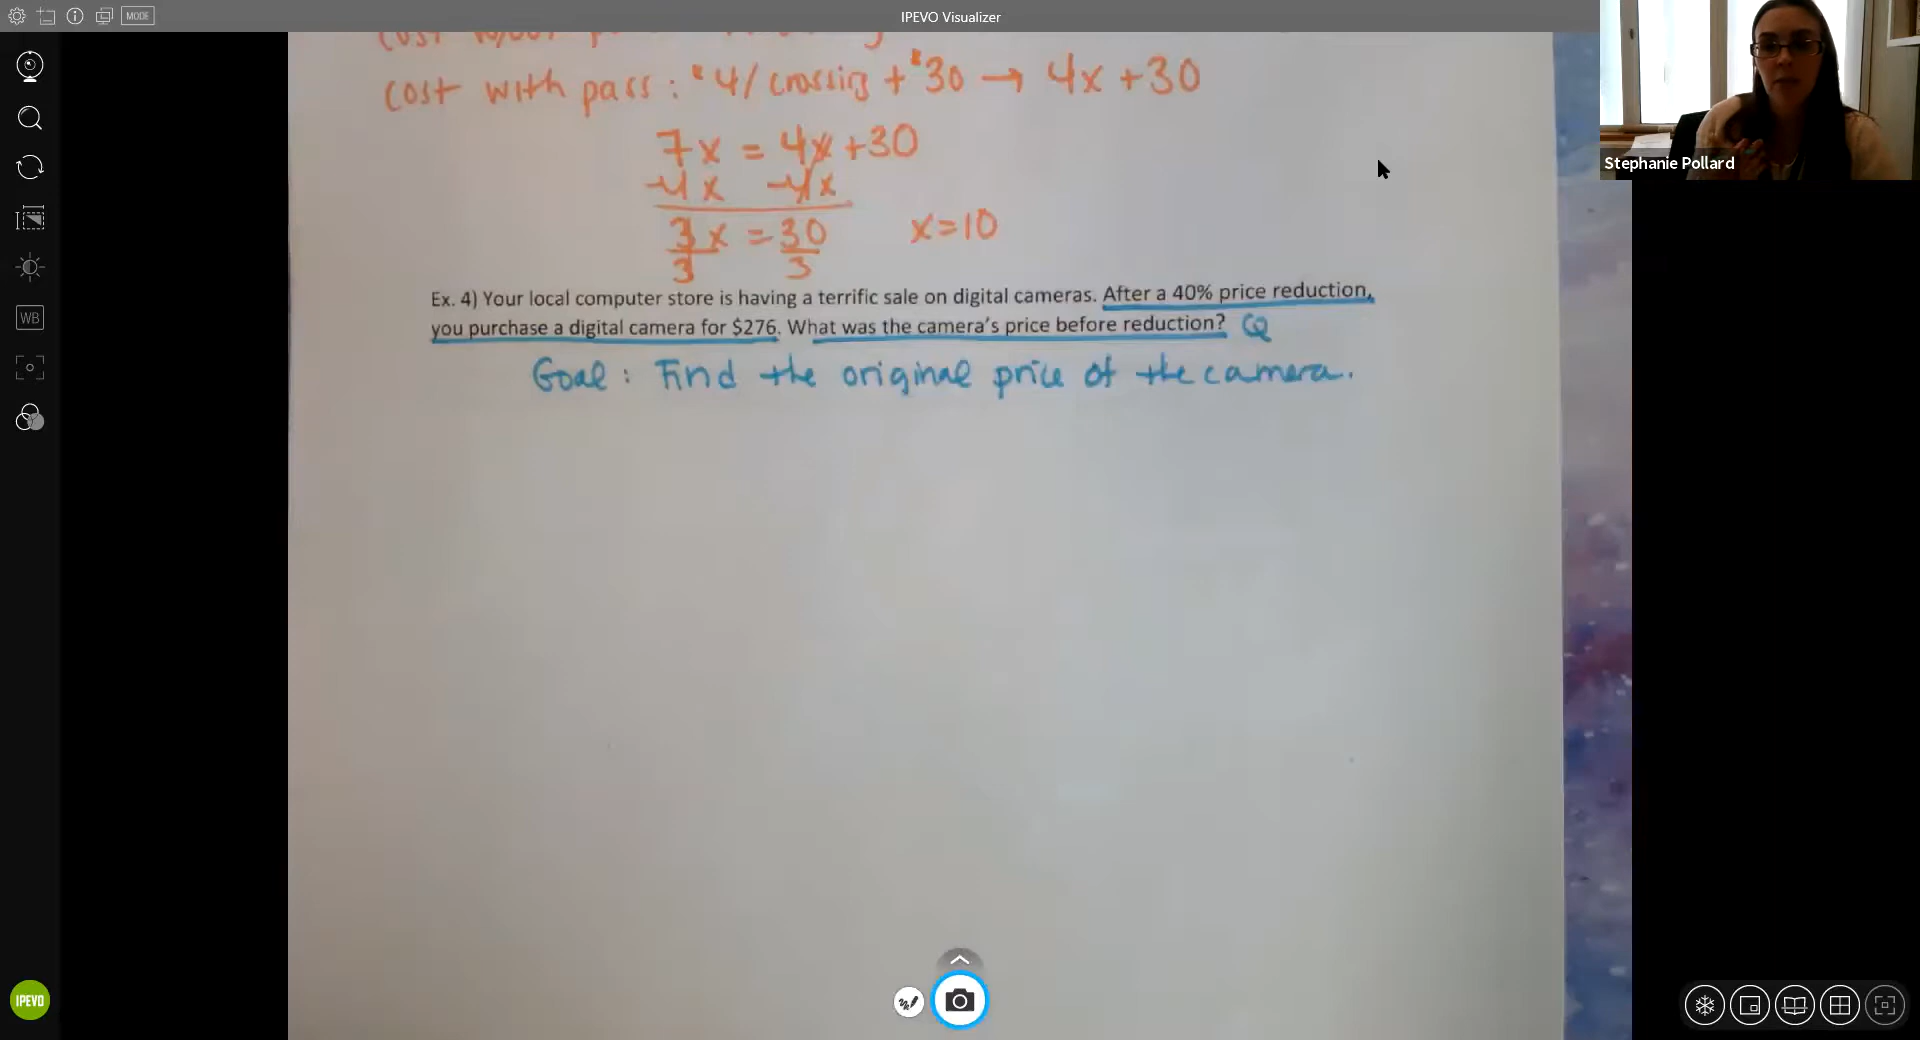 MODE
IPEVO Visualizer
cost with pass: $4/crossing + $30 → 4x + 30
7x = 4x + 30
-4x -4x
3x = 30
3 3
x = 10
Stephanie Pollard
Ex. 4) Your local computer store is having a terrific sale on digital cameras. After a 40% price reduction,
you purchase a digital camera for $276. What was the camera's price before reduction? Q
Goal: Find the original price of the camera.
WB
IPEVO